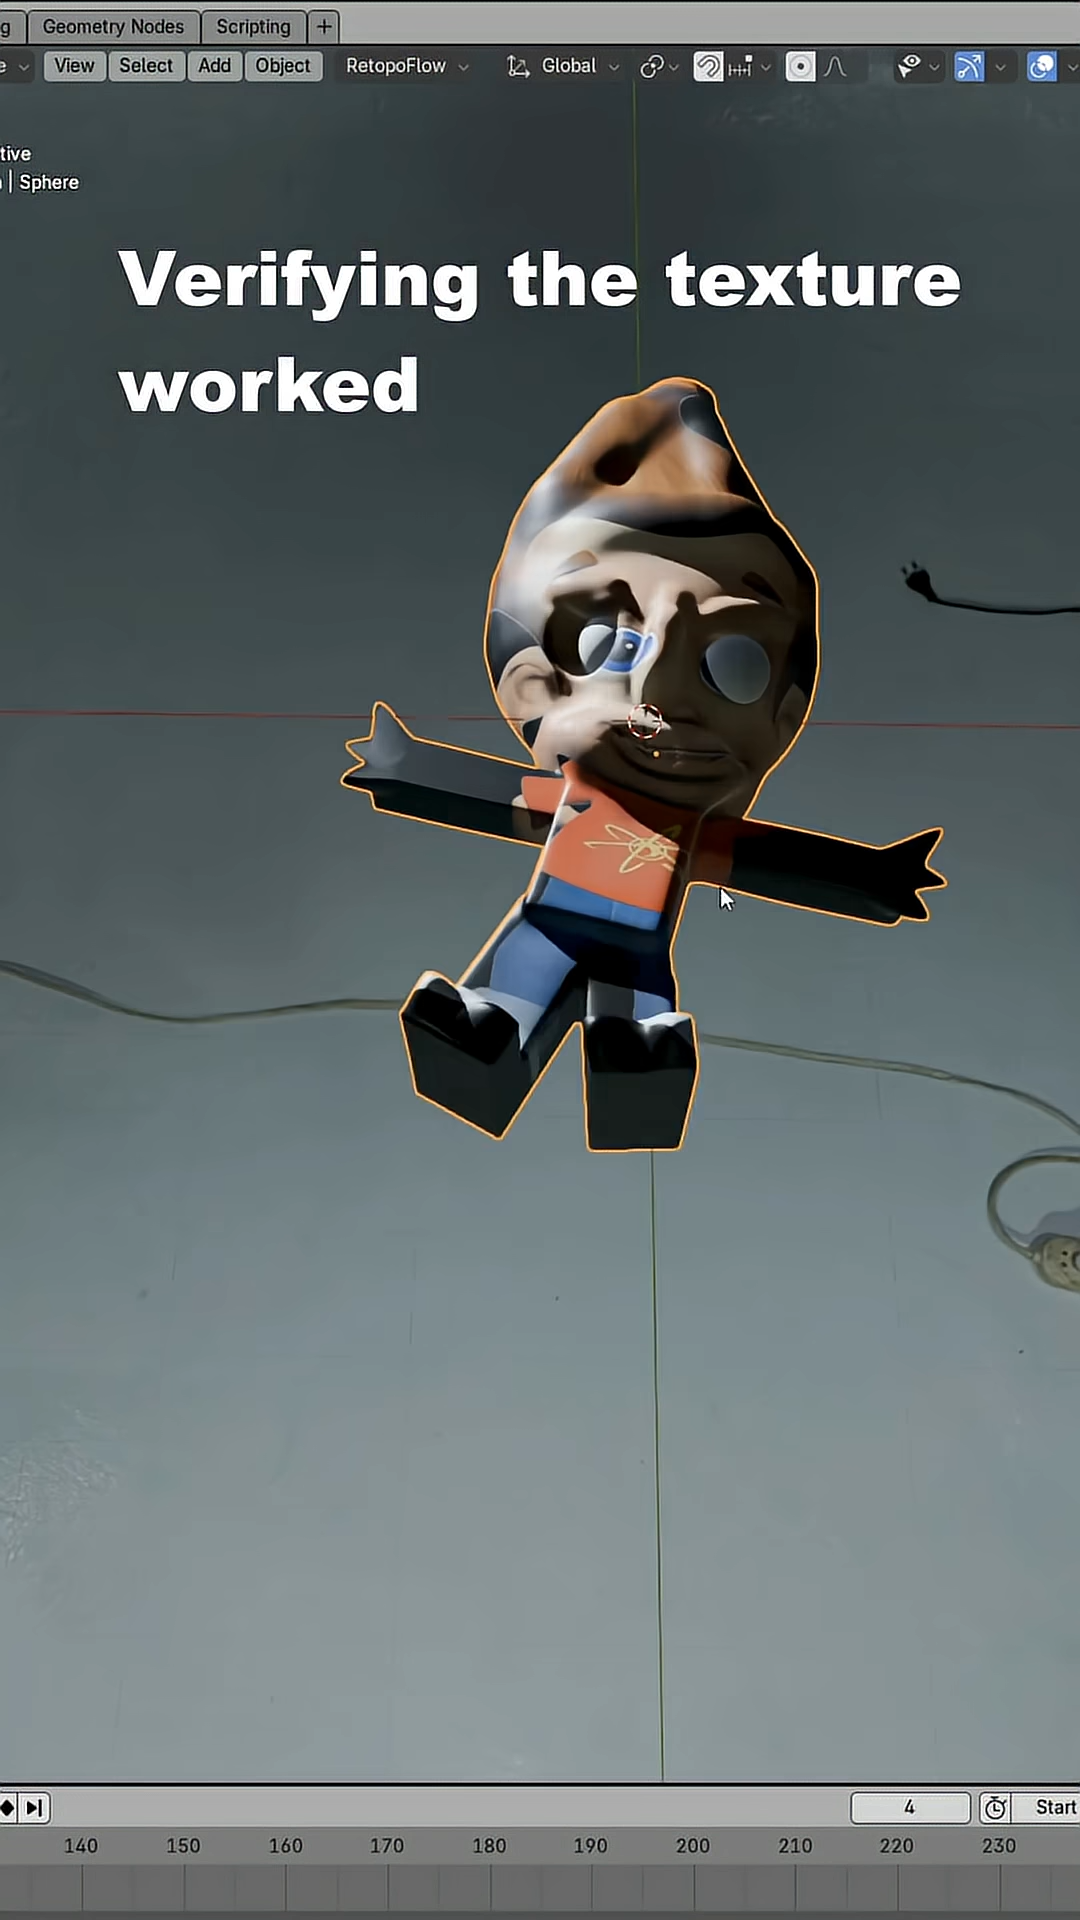 g Geometry Nodes Scripting +
e View Select Add Object RetopoFlow Global
tive
| Sphere
Verifying the texture
worked
4 Start
140 150 160 170 180 190 200 210 220 230